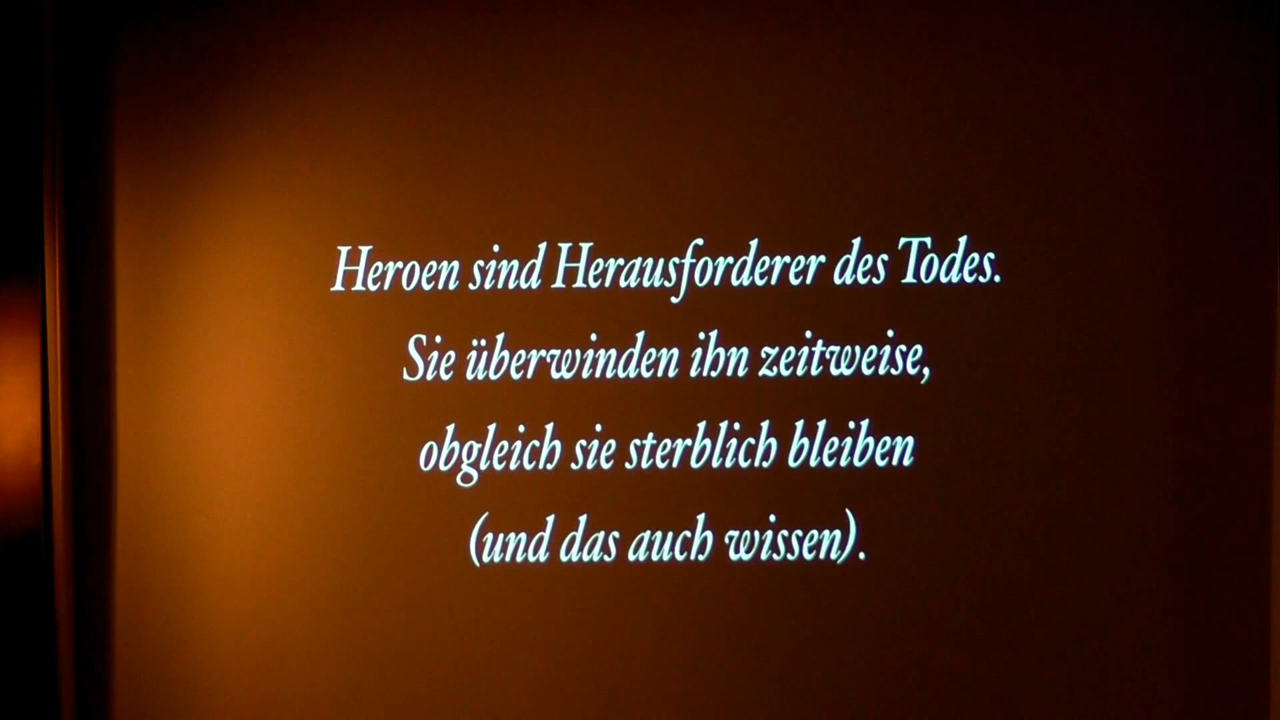 Heroen sind Herausforderer des Todes.
Sie überwinden ihn zeitweise,
obgleich sie sterblich bleiben
(und das auch wissen).